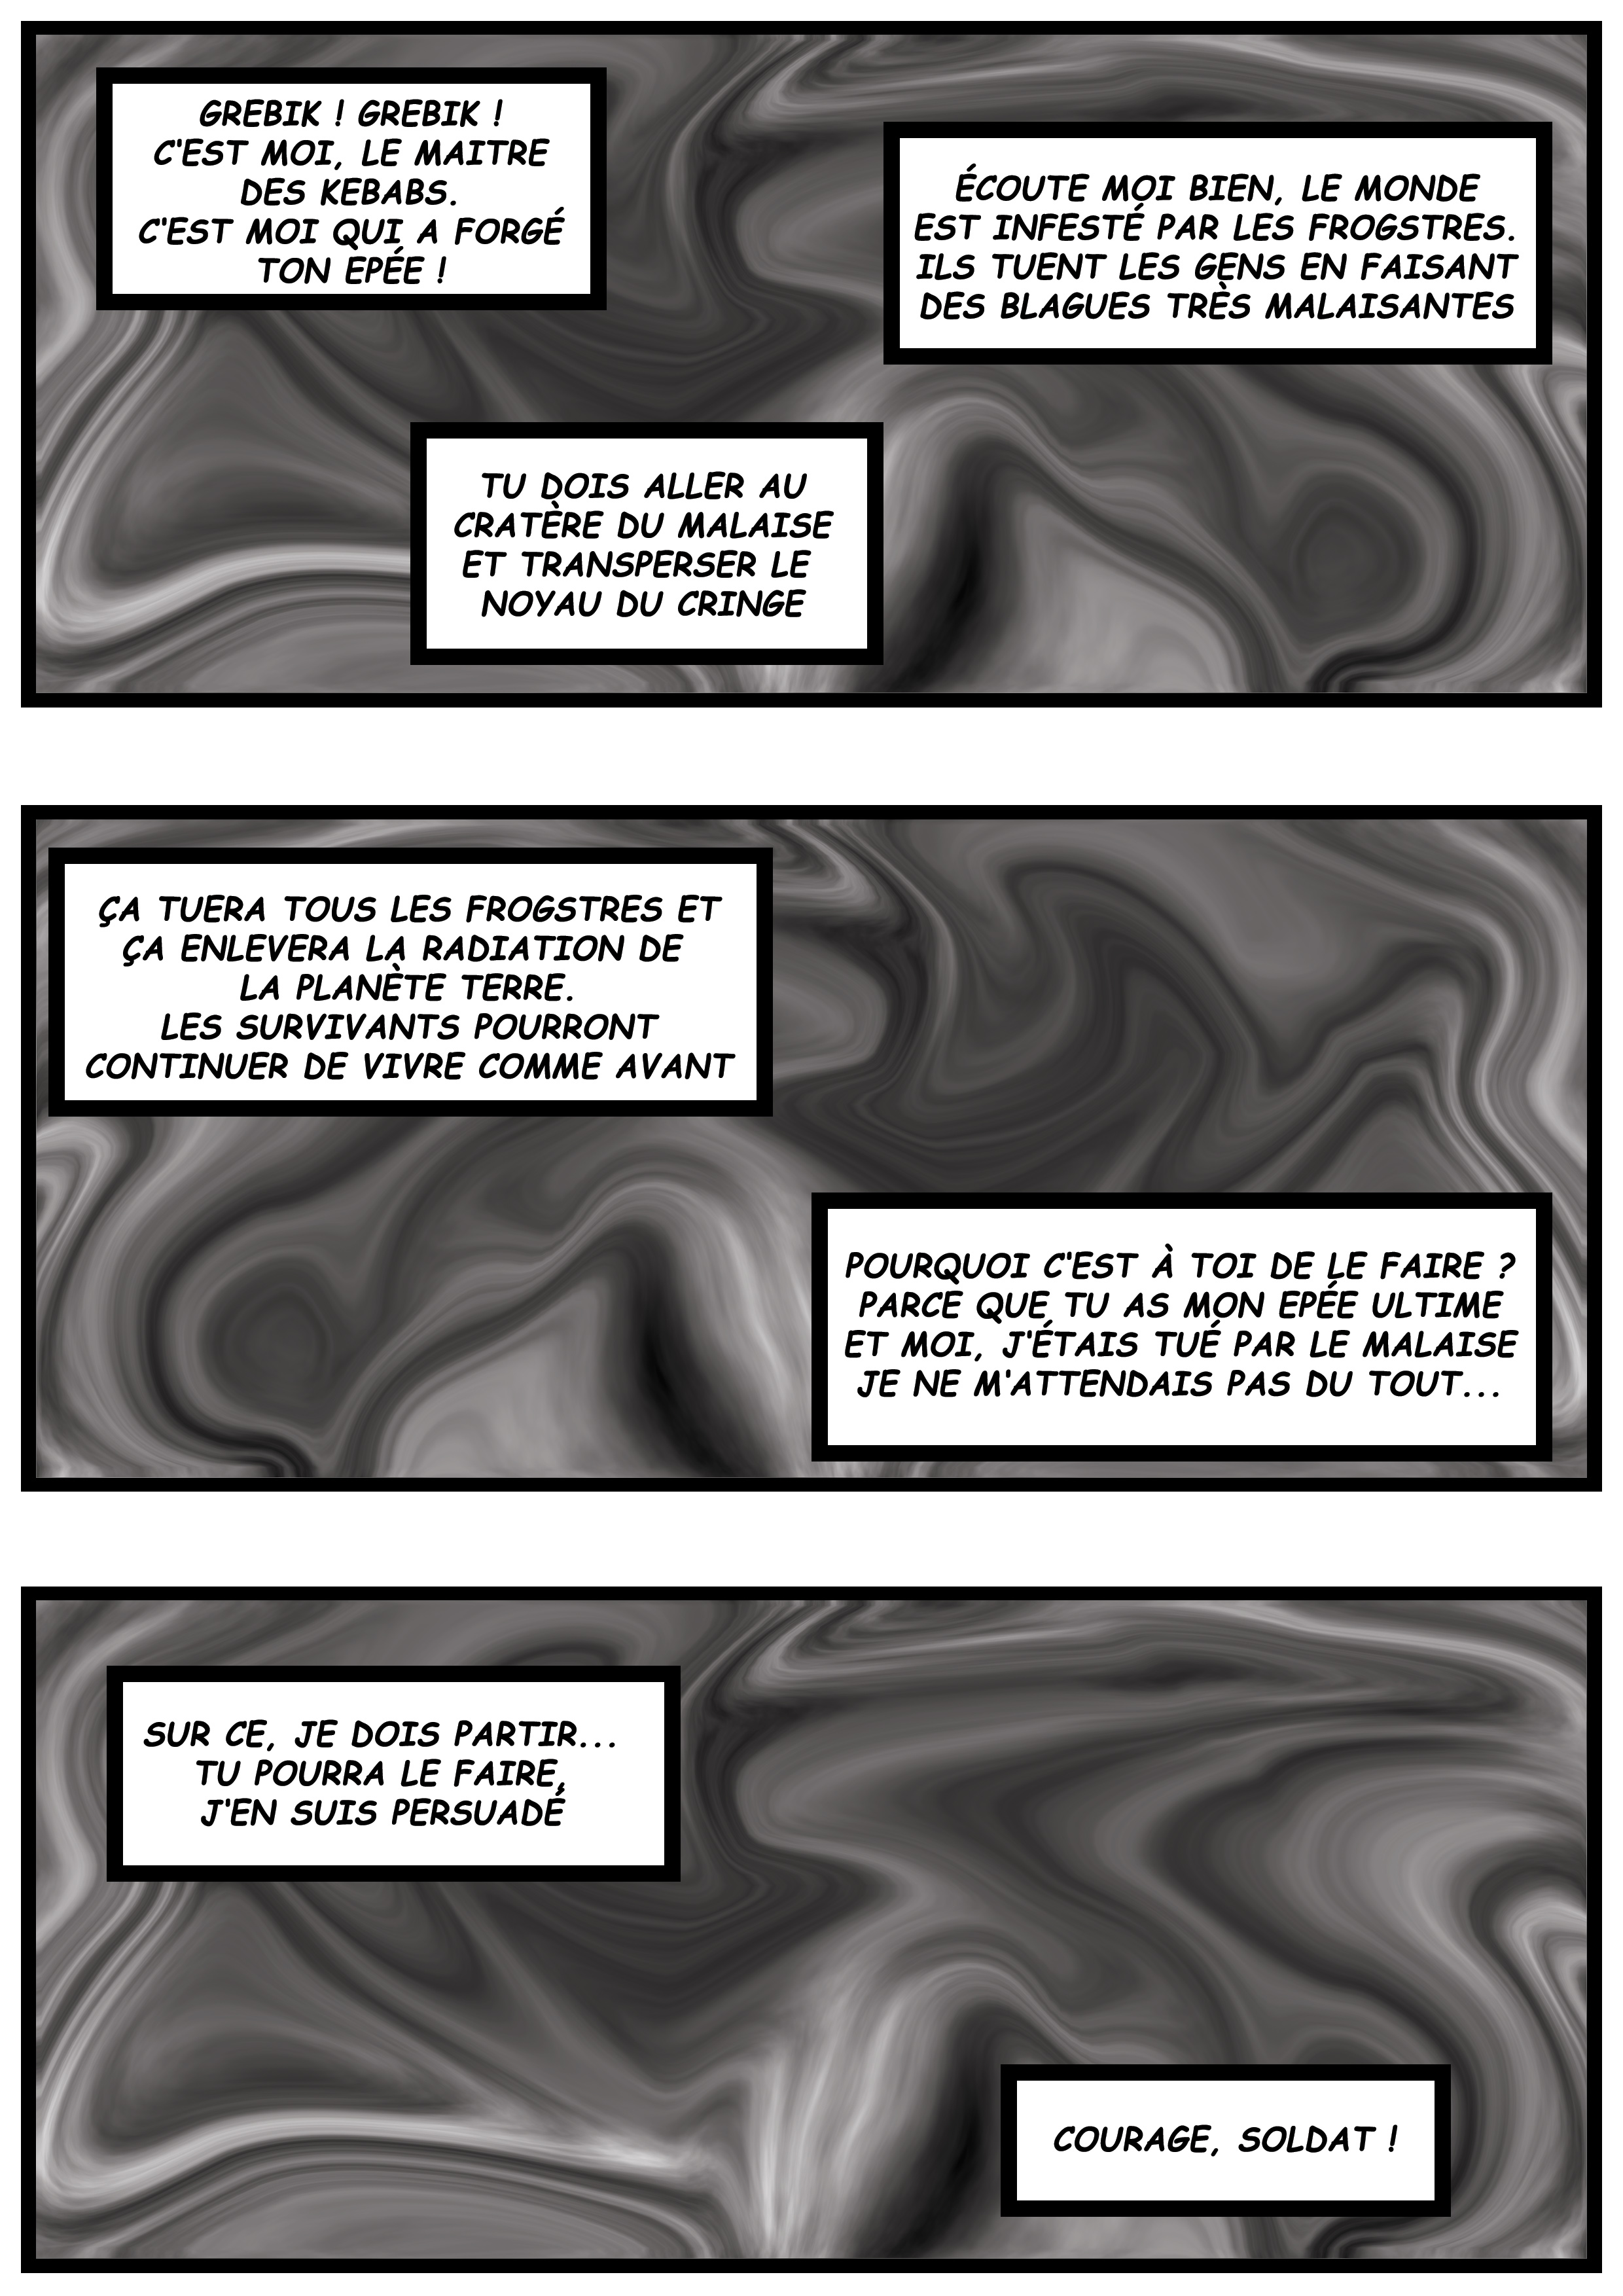 GREBIK ! GREBIK !
C'EST MOI, LE MAITRE
DES KEBABS.
C'EST MOI QUI A FORGÉ
TON EPÉE !
ÉCOUTE MOI BIEN, LE MONDE
EST INFESTÉ PAR LES FROGSTRES.
ILS TUENT LES GENS EN FAISANT
DES BLAGUES TRÈS MALAISANTES
TU DOIS ALLER AU
CRATÈRE DU MALAISE
ET TRANSPERSER LE
NOYAU DU CRINGE
ÇA TUERA TOUS LES FROGSTRES ET
ÇA ENLEVERA LA RADIATION DE
LA PLANÈTE TERRE.
LES SURVIVANTS POURRONT
CONTINUER DE VIVRE COMME AVANT
POURQUOI C'EST À TOI DE LE FAIRE ?
PARCE QUE TU AS MON EPÉE ULTIME
ET MOI, J'ÉTAIS TUÉ PAR LE MALAISE
JE NE M'ATTENDAIS PAS DU TOUT...
SUR CE, JE DOIS PARTIR...
TU POURRA LE FAIRE,
J'EN SUIS PERSUADÉ
COURAGE, SOLDAT !